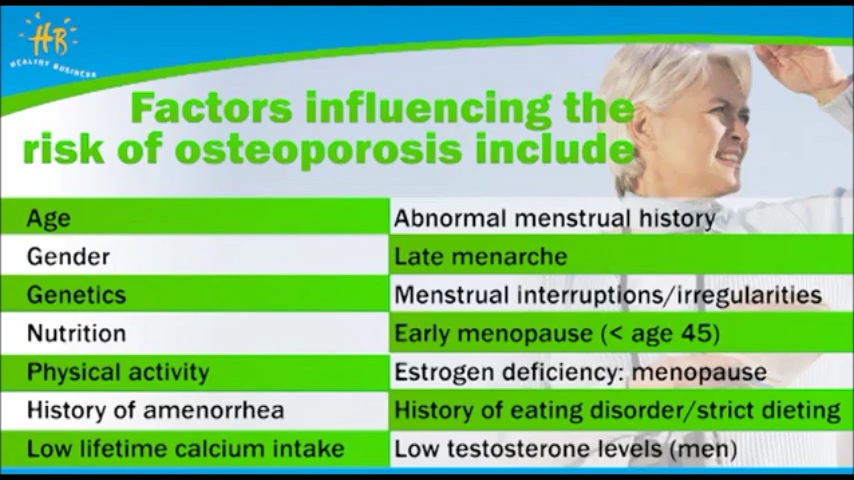 HB
HEALTHY BUSINESS
Factors influencing the
risk of osteoporosis include
Age
Abnormal menstrual history
Gender
Late menarche
Genetics
Menstrual interruptions/irregularities
Nutrition
Early menopause (< age 45)
Physical activity
Estrogen deficiency: menopause
History of amenorrhea
History of eating disorder/strict dieting
Low lifetime calcium intake
Low testosterone levels (men)